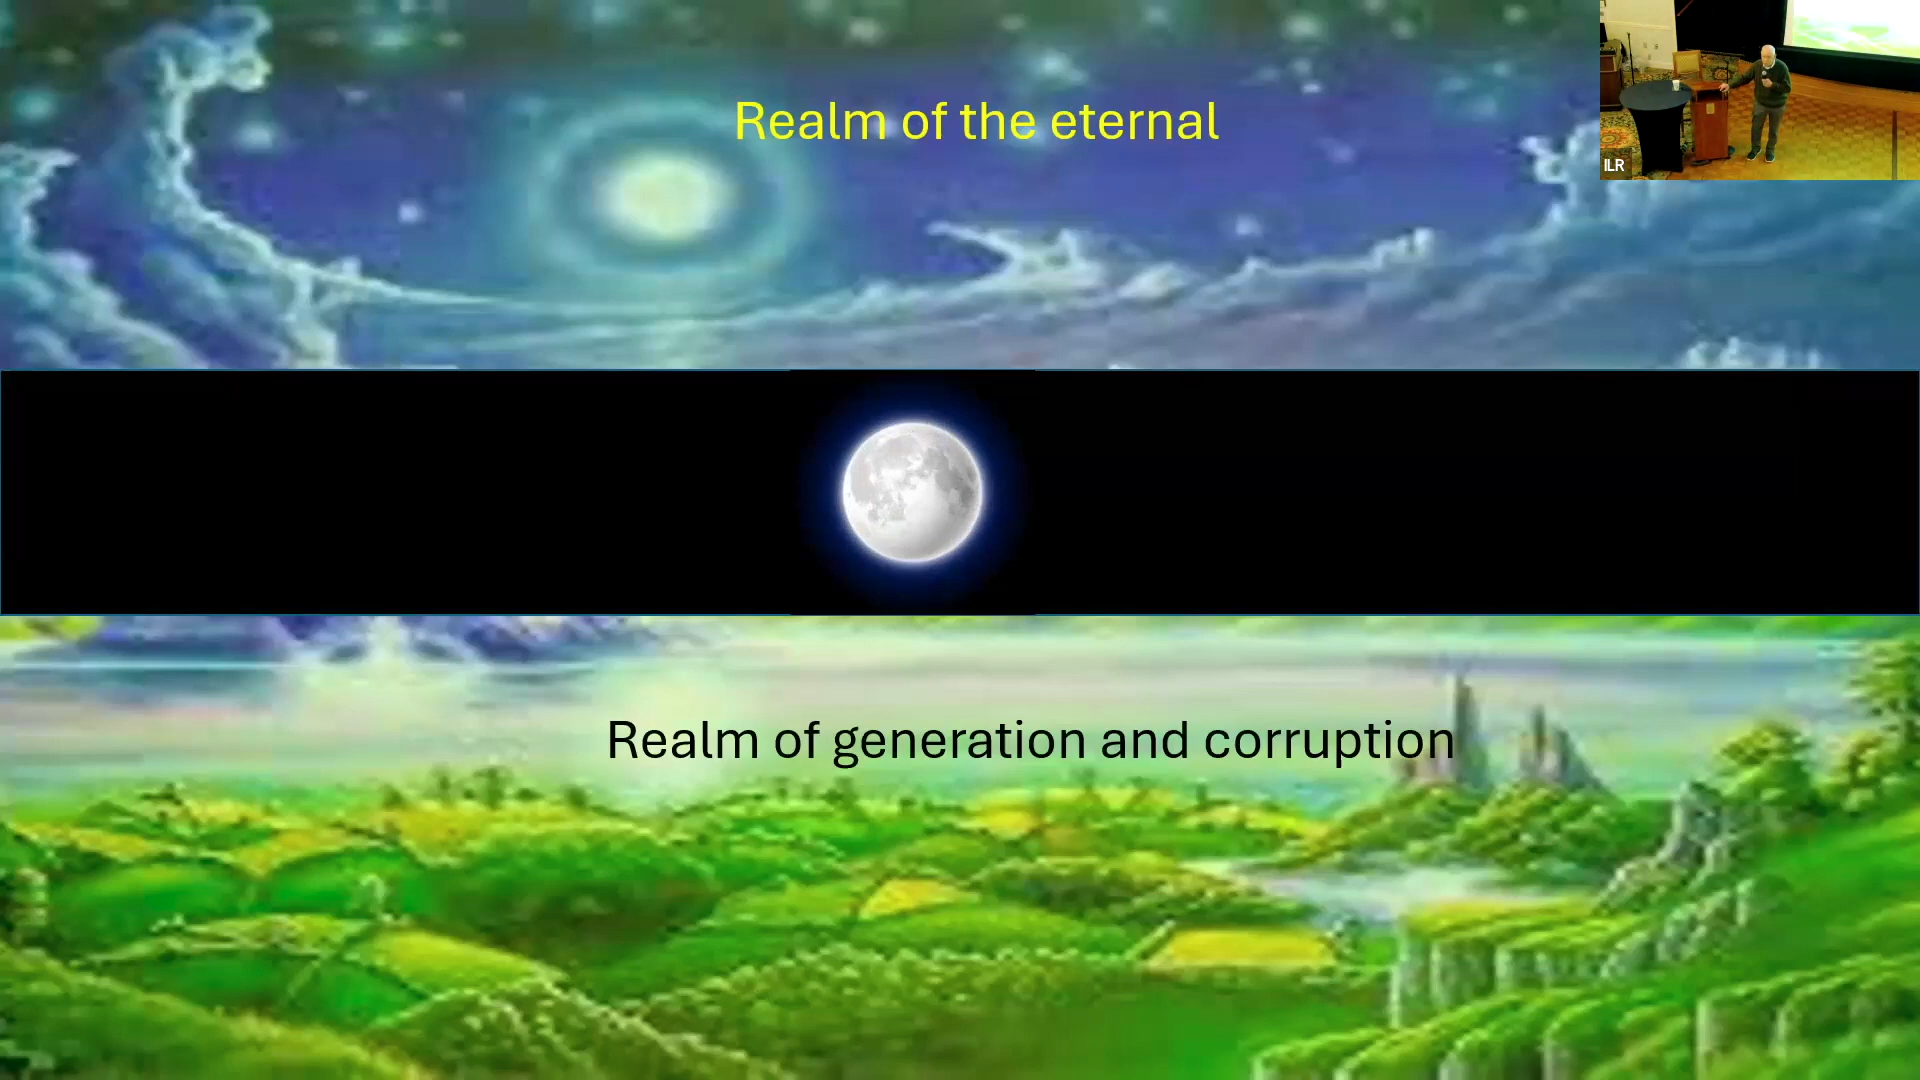 Realm of the eternal
ILR
Realm of generation and corruption